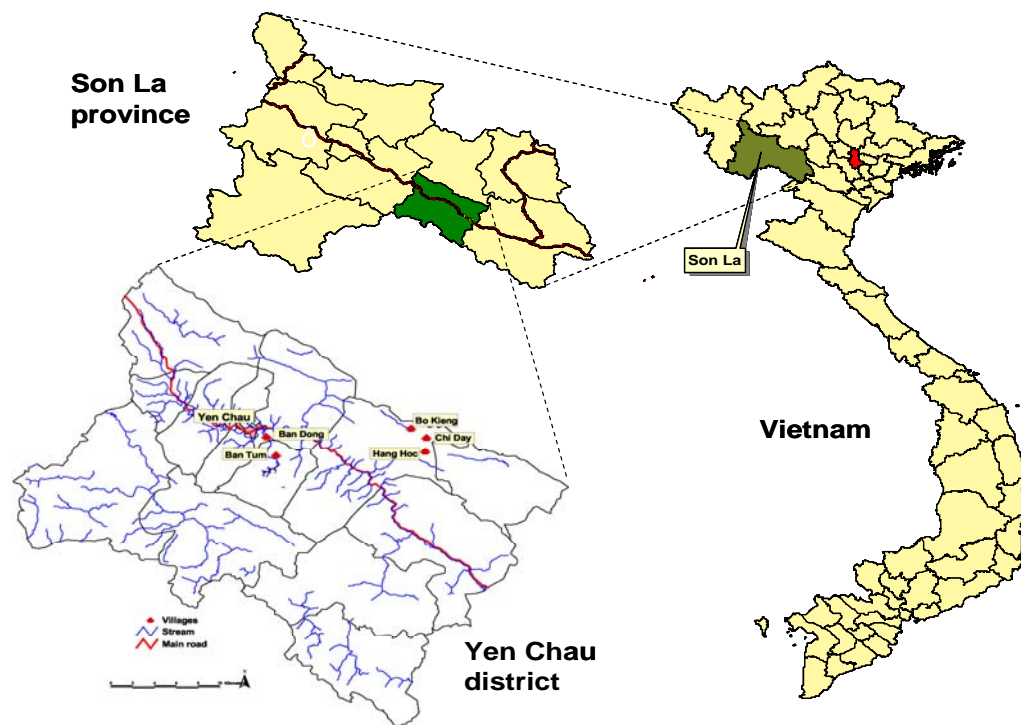 Son La
province
Son La
Vietnam
Bo Kieng
Yen Chau
Ban Dong
Chi Day
Ban Tum
Hang Hoc
Villages
Stream
Main road
Yen Chau
district